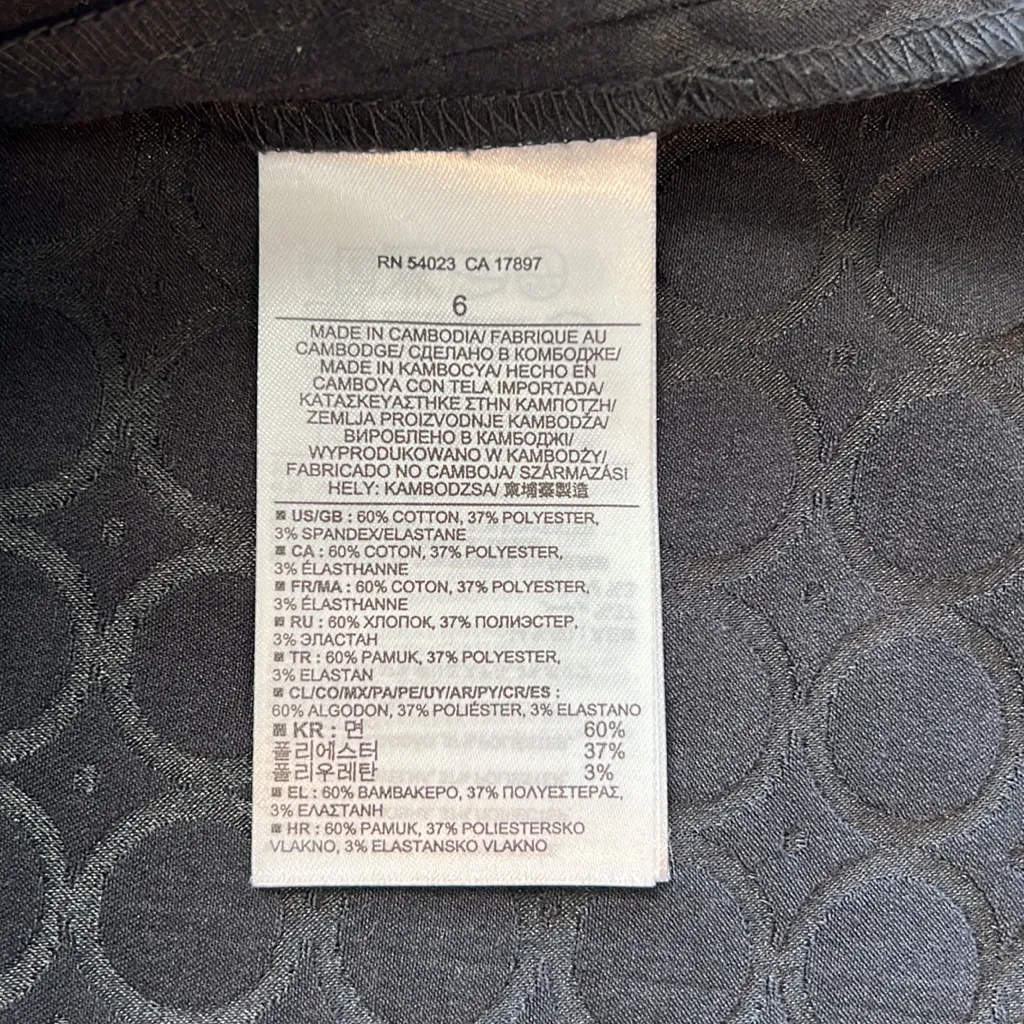 RN 54023 CA 17897
6
MADE IN CAMBODIA/ FABRIQUE AU
CAMBODGE/ СДЕЛАНО В КОМБОДЖЕ/
MADE IN KAMBOCYA/ HECHO EN
CAMBOYA CON TELA IMPORTADA/
ΚΑΤΑΣΚΕΥΑΣΤΗΚΕ ΣΤΗΝ ΚΑΜΠΟΤΖΗ/
ZEMLJA PROIZVODNJE KAMBODŽA/
ВИРОБЛЕНО В КАМБОДЖІ/
WYPRODUKOWANO W KAMBODŻY/
FABRICADO NO CAMBOJA/ SZÁRMAZÁSI
HELY: KAMBODZSA/ 柬埔寨製造
US/GB : 60% COTTON, 37% POLYESTER,
3% SPANDEX/ELASTANE
CA : 60% COTON, 37% POLYESTER,
3% ÉLASTHANNE
FR/MA : 60% COTON, 37% POLYESTER,
3% ÉLASTHANNE
RU : 60% ХЛОПОК, 37% ПОЛИЭСТЕР,
3% ЭЛАСТАН
TR : 60% PAMUK, 37% POLYESTER,
3% ELASTAN
CL/CO/MX/PA/PE/UY/AR/PY/CR/ES :
60% ALGODON, 37% POLIÉSTER, 3% ELASTANO
KR : 면 60%
폴리에스터 37%
폴리우레탄 3%
EL : 60% ΒΑΜΒΑΚΕΡΟ, 37% ΠΟΛΥΕΣΤΕΡΑΣ,
3% ΕΛΑΣΤΑΝΗ
HR : 60% PAMUK, 37% POLIESTERSKO
VLAKNO, 3% ELASTANSKO VLAKNO